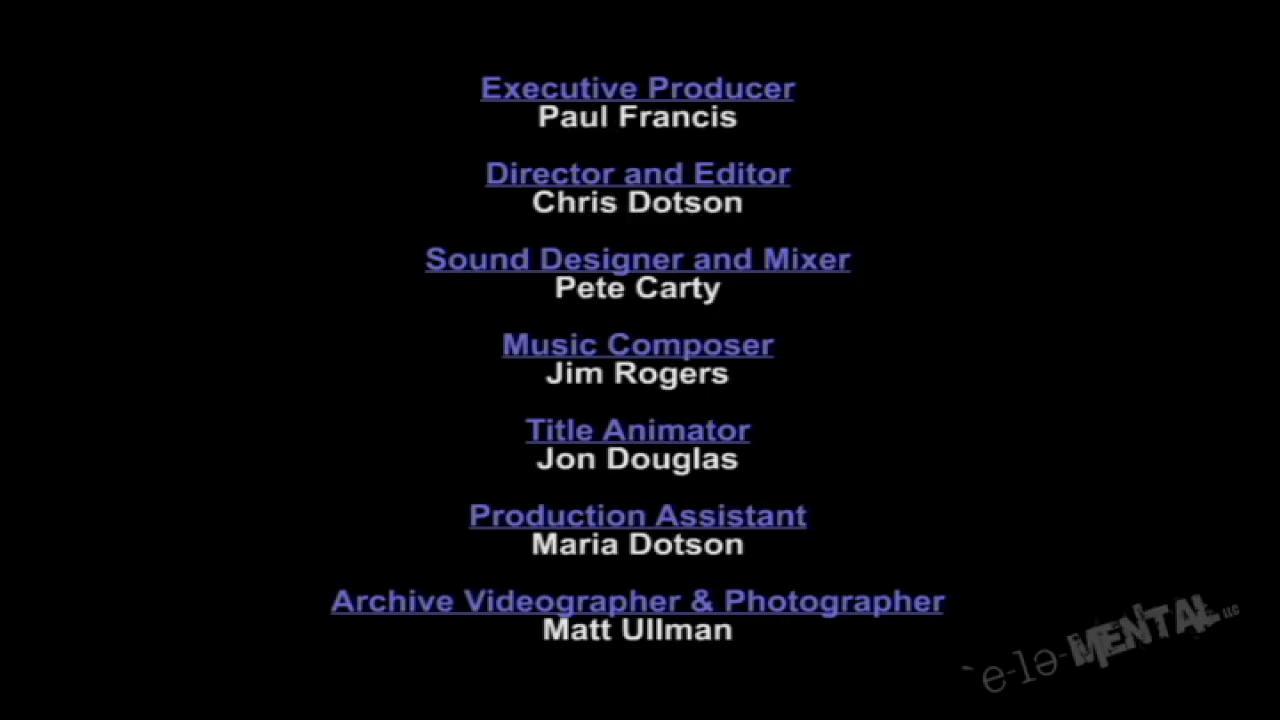 Executive Producer
Paul Francis
Director and Editor
Chris Dotson
Sound Designer and Mixer
Pete Carty
Music Composer
Jim Rogers
Title Animator
Jon Douglas
Production Assistant
Maria Dotson
Archive Videographer & Photographer
Matt Ullman
`e-lə-MENTAL, LLC